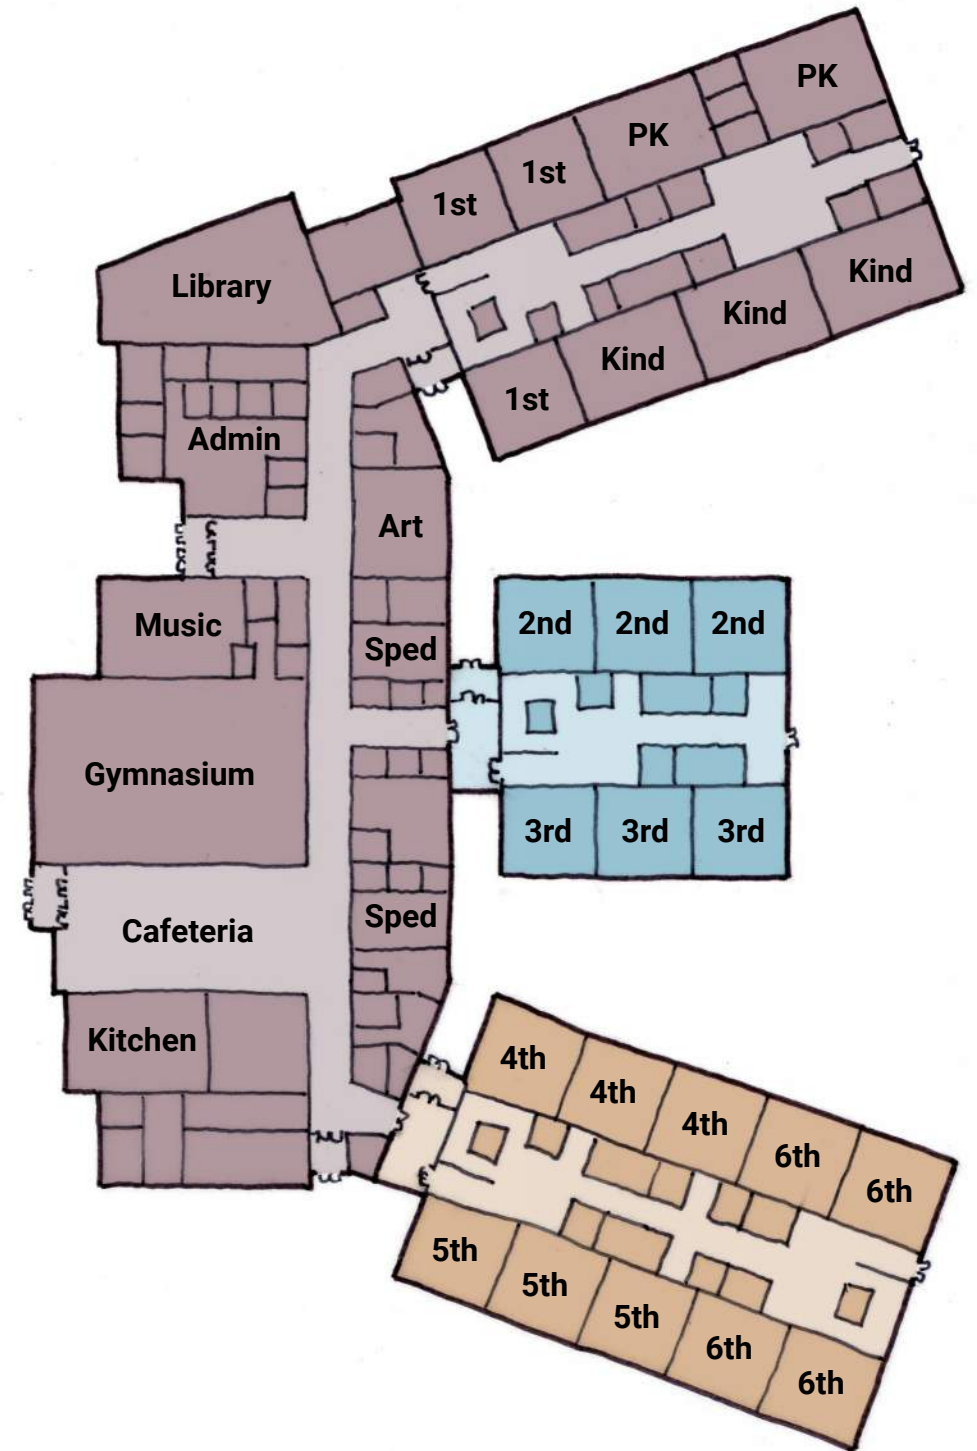 PK
PK
1st
1st
Kind
Library
Kind
Kind
1st
Admin
Art
Music
2nd
2nd
2nd
Sped
Gymnasium
3rd
3rd
3rd
Sped
Cafeteria
Kitchen
4th
4th
4th
6th
6th
5th
5th
5th
6th
6th